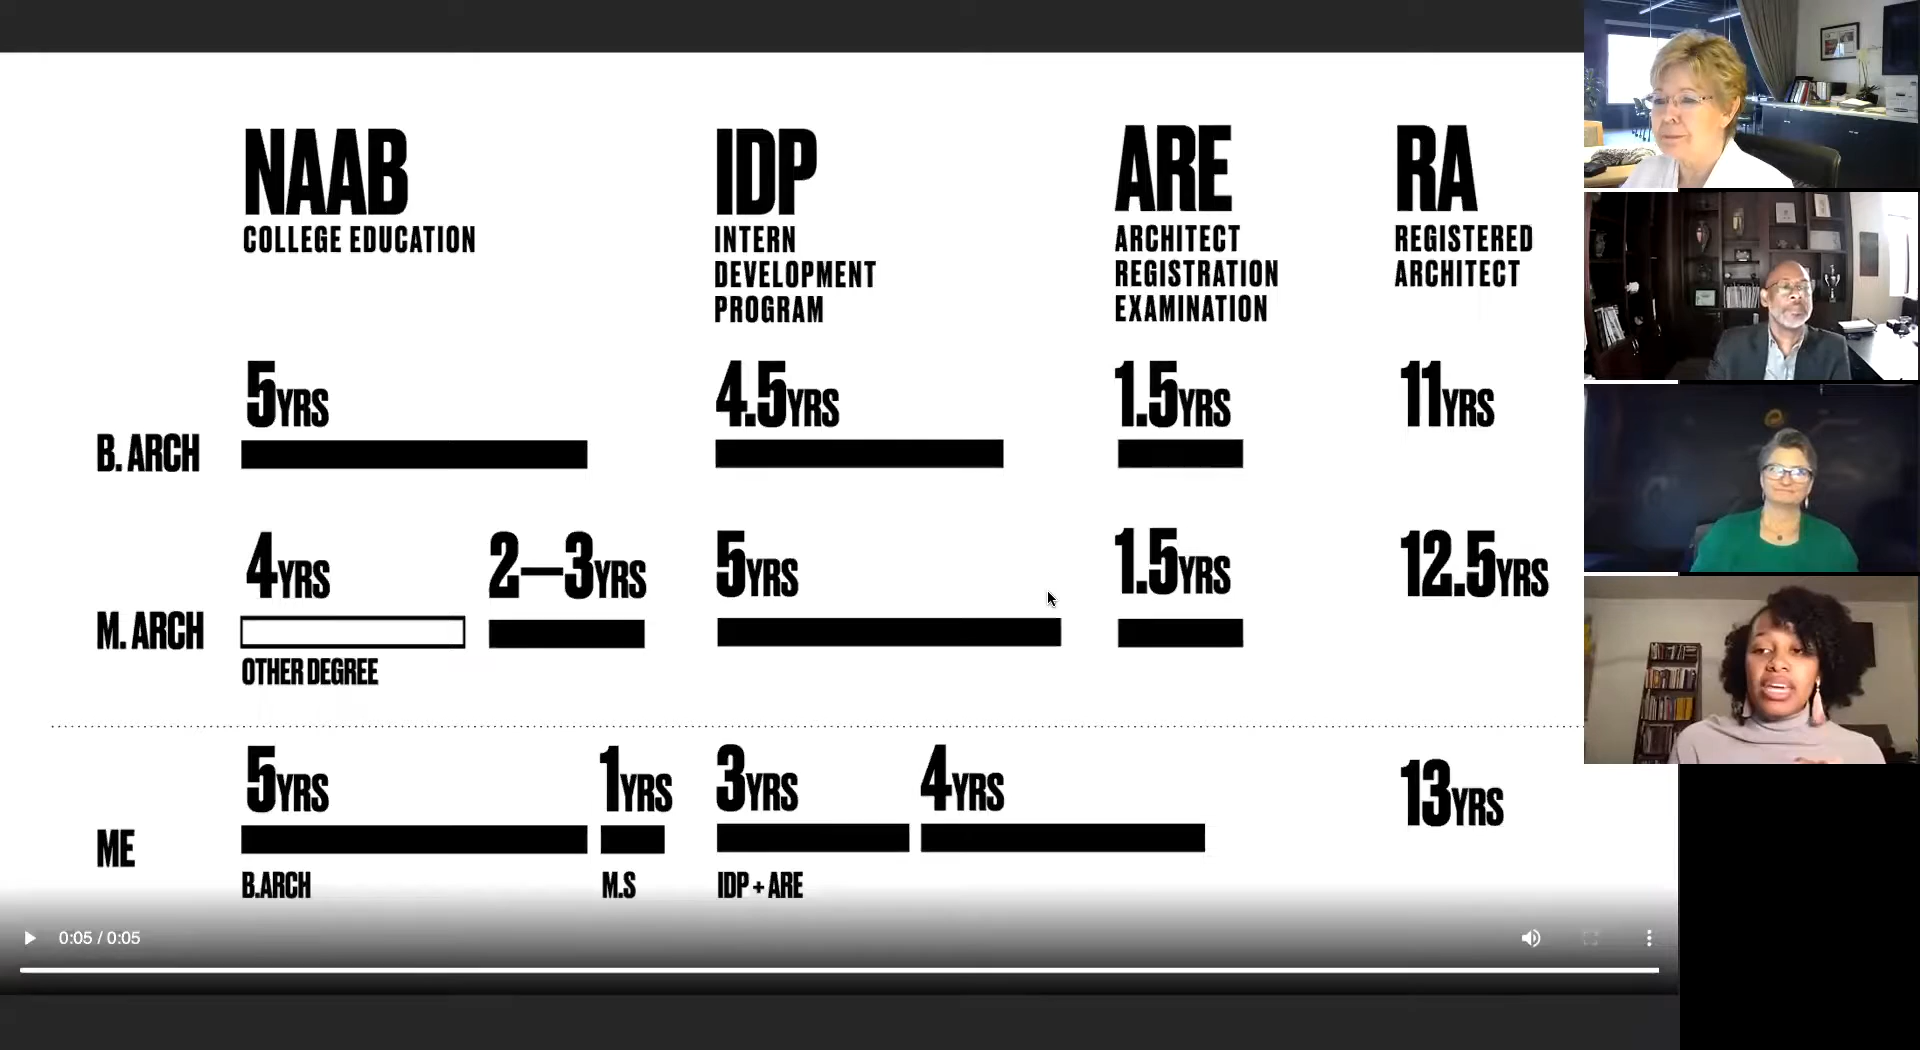 NAAB
COLLEGE EDUCATION
IDP
INTERN
DEVELOPMENT
PROGRAM
ARE
ARCHITECT
REGISTRATION
EXAMINATION
RA
REGISTERED
ARCHITECT
B. ARCH
5YRS
4.5YRS
1.5YRS
11YRS
M. ARCH
4YRS
2—3YRS
5YRS
1.5YRS
12.5YRS
OTHER DEGREE
ME
5YRS
1YRS
3YRS
4YRS
13YRS
B.ARCH
M.S
IDP + ARE
0:05 / 0:05